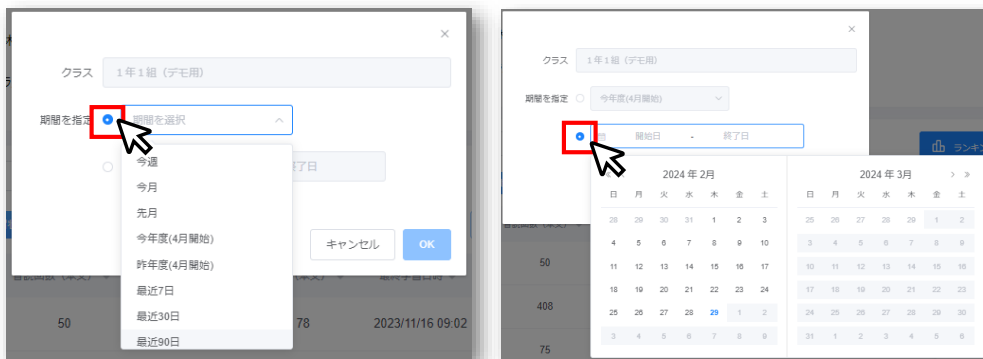 クラス 1年1組（デモ用）
期間を指定 期間を選択
今週
今月
先月
今年度(4月開始)
昨年度(4月開始)
最近7日
最近30日
最近90日
キャンセル OK
50 78 2023/11/16 09:02
クラス 1年1組（デモ用）
期間を指定 今年度(4月開始)
開始日 - 終了日
2024 年 2月
日 月 火 水 木 金 土
28 29 30 31 1 2 3
4 5 6 7 8 9 10
11 12 13 14 15 16 17
18 19 20 21 22 23 24
25 26 27 28 29 1 2
3 4 5 6 7 8 9
2024 年 3月
日 月 火 水 木 金 土
25 26 27 28 29 1 2
3 4 5 6 7 8 9
10 11 12 13 14 15 16
17 18 19 20 21 22 23
24 25 26 27 28 29 30
31 1 2 3 4 5 6
50
408
75